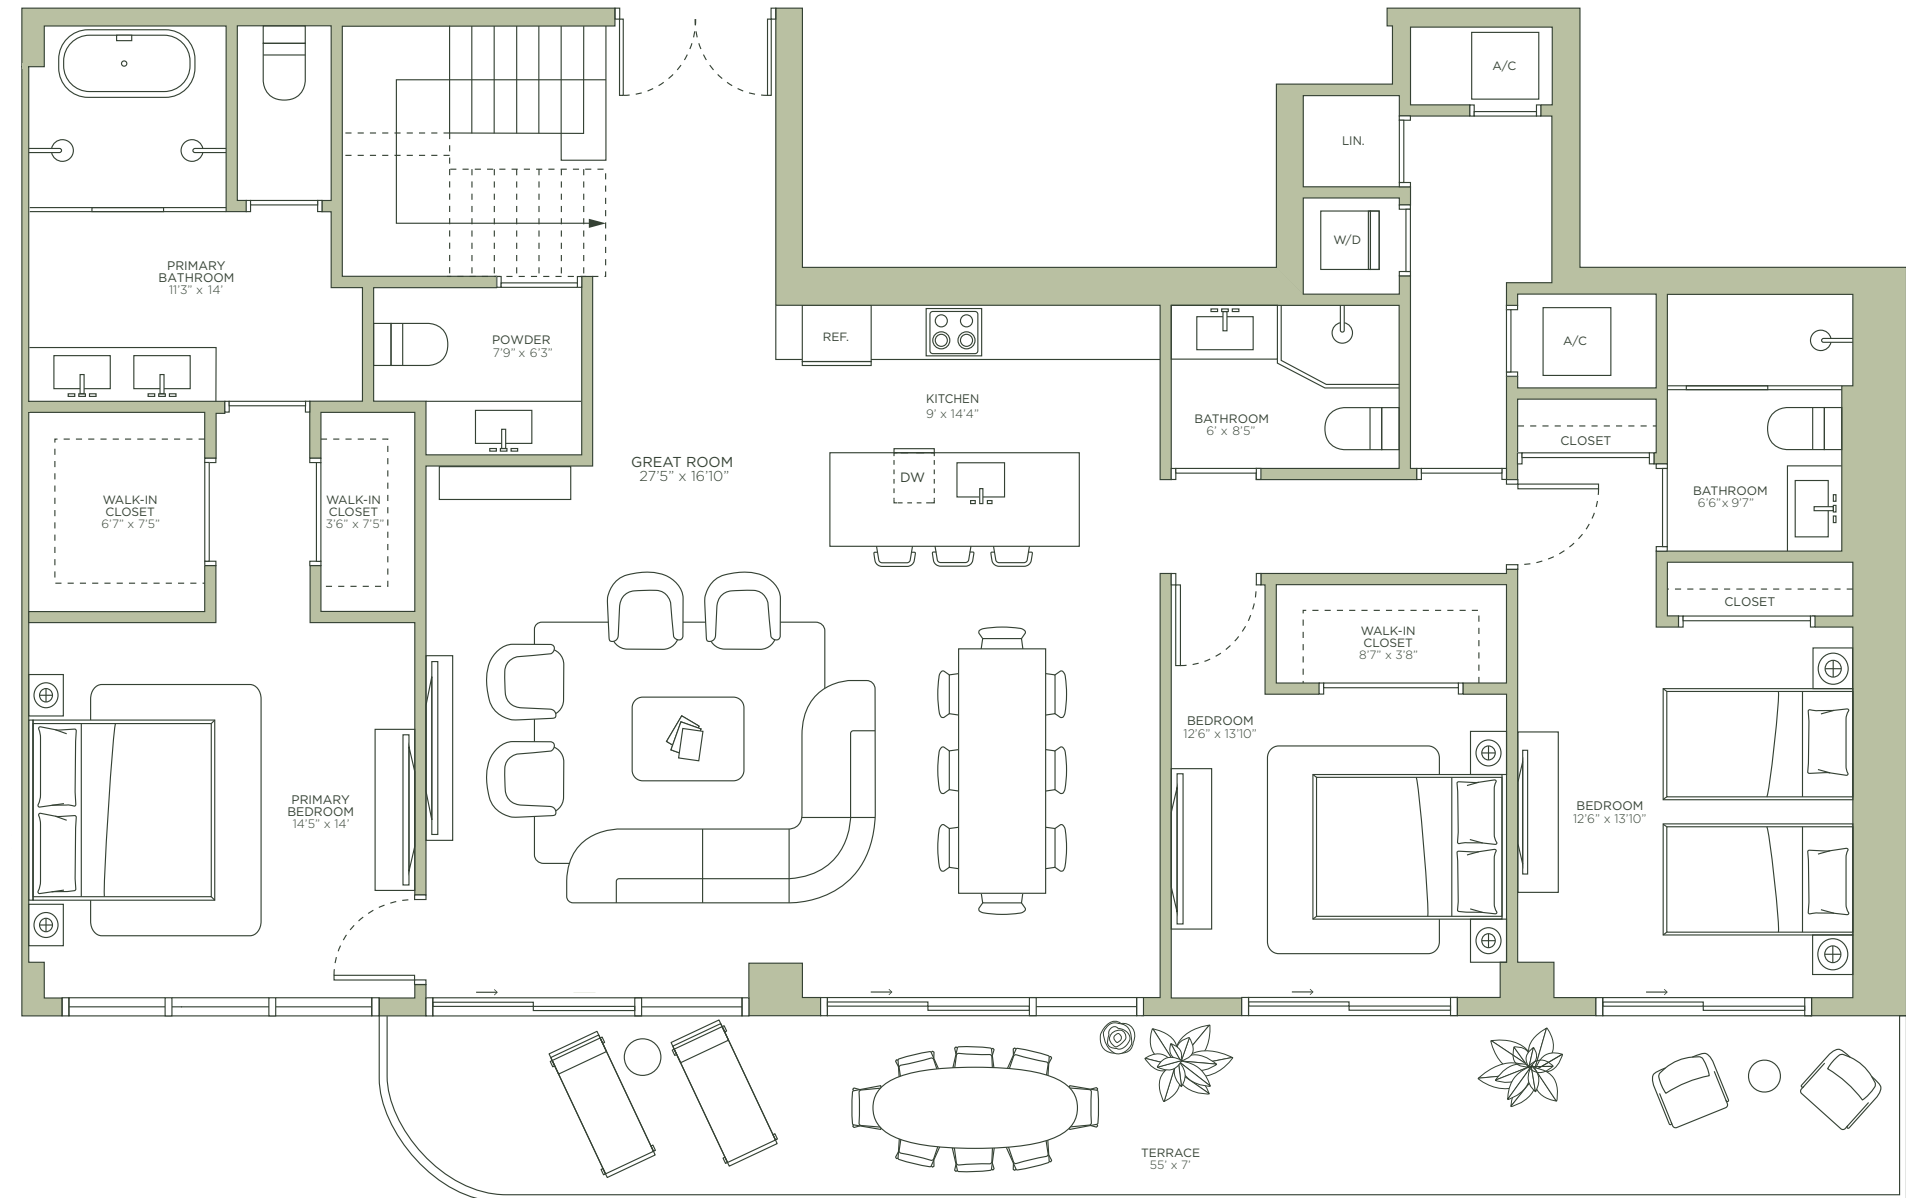 A/C
LIN.
W/D
PRIMARY
BATHROOM
11'3" x 14'
POWDER
7'9" x 6'3"
REF.
A/C
KITCHEN
9' x 14'4"
BATHROOM
6' x 8'5"
CLOSET
GREAT ROOM
27'5" x 16'10"
DW
WALK-IN
CLOSET
6'7" x 7'5"
WALK-IN
CLOSET
3'6" x 7'5"
BATHROOM
6'6"x 9'7"
CLOSET
WALK-IN
CLOSET
8'7" x 3'8"
BEDROOM
12'6" x 13'10"
PRIMARY
BEDROOM
14'5" x 14'
BEDROOM
12'6" x 13'10"
TERRACE
55' x 7'